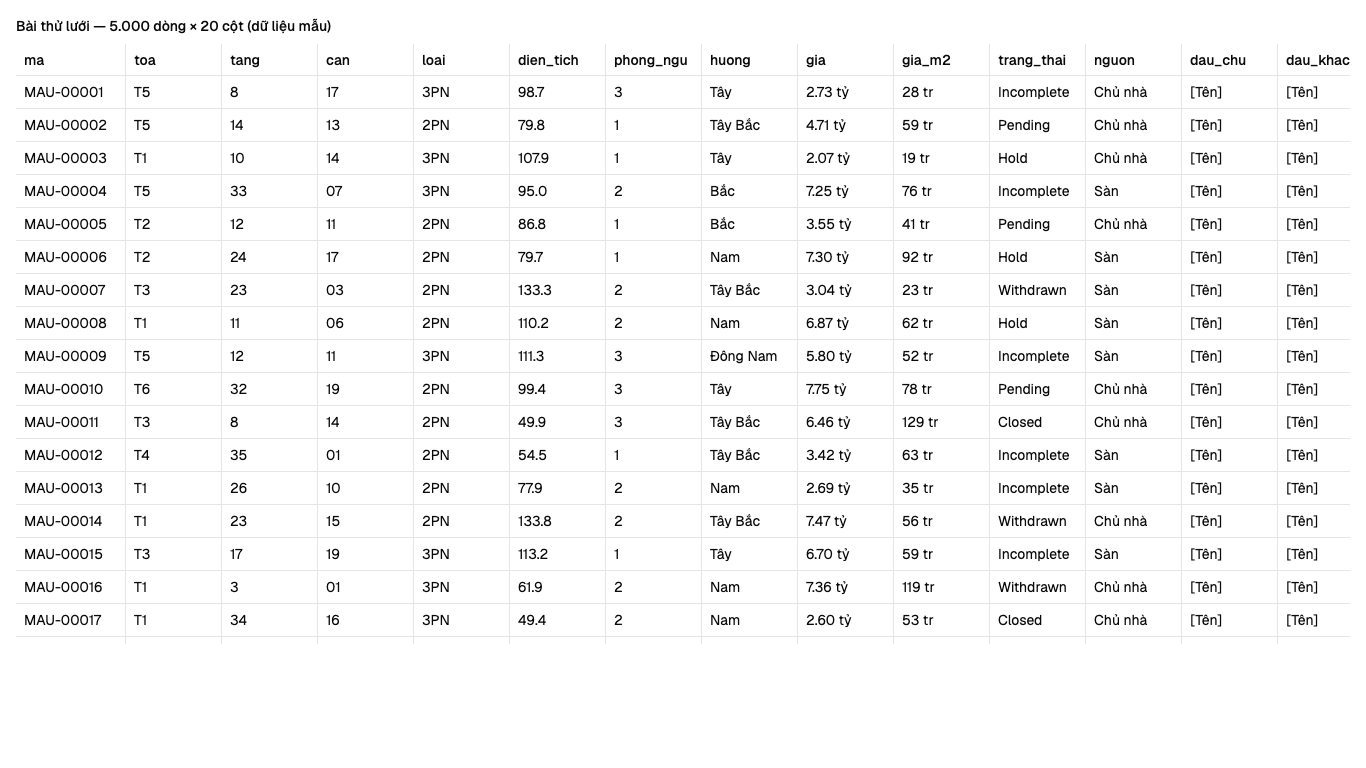 Bài thử lưới — 5.000 dòng × 20 cột (dữ liệu mẫu)
ma toa tang can loai dien_tich phong_ngu huong gia gia_m2 trang_thai nguon dau_chu dau_khac
MAU-00001 T5 8 17 3PN 98.7 3 Tây 2.73 tỷ 28 tr Incomplete Chủ nhà [Tên] [Tên]
MAU-00002 T5 14 13 2PN 79.8 1 Tây Bắc 4.71 tỷ 59 tr Pending Chủ nhà [Tên] [Tên]
MAU-00003 T1 10 14 3PN 107.9 1 Tây 2.07 tỷ 19 tr Hold Chủ nhà [Tên] [Tên]
MAU-00004 T5 33 07 3PN 95.0 2 Bắc 7.25 tỷ 76 tr Incomplete Sàn [Tên] [Tên]
MAU-00005 T2 12 11 2PN 86.8 1 Bắc 3.55 tỷ 41 tr Pending Chủ nhà [Tên] [Tên]
MAU-00006 T2 24 17 2PN 79.7 1 Nam 7.30 tỷ 92 tr Hold Sàn [Tên] [Tên]
MAU-00007 T3 23 03 2PN 133.3 2 Tây Bắc 3.04 tỷ 23 tr Withdrawn Sàn [Tên] [Tên]
MAU-00008 T1 11 06 2PN 110.2 2 Nam 6.87 tỷ 62 tr Hold Sàn [Tên] [Tên]
MAU-00009 T5 12 11 3PN 111.3 3 Đông Nam 5.80 tỷ 52 tr Incomplete Sàn [Tên] [Tên]
MAU-00010 T6 32 19 2PN 99.4 3 Tây 7.75 tỷ 78 tr Pending Chủ nhà [Tên] [Tên]
MAU-00011 T3 8 14 2PN 49.9 3 Tây Bắc 6.46 tỷ 129 tr Closed Chủ nhà [Tên] [Tên]
MAU-00012 T4 35 01 2PN 54.5 1 Tây Bắc 3.42 tỷ 63 tr Incomplete Sàn [Tên] [Tên]
MAU-00013 T1 26 10 2PN 77.9 2 Nam 2.69 tỷ 35 tr Incomplete Sàn [Tên] [Tên]
MAU-00014 T1 23 15 2PN 133.8 2 Tây Bắc 7.47 tỷ 56 tr Withdrawn Chủ nhà [Tên] [Tên]
MAU-00015 T3 17 19 3PN 113.2 1 Tây 6.70 tỷ 59 tr Incomplete Sàn [Tên] [Tên]
MAU-00016 T1 3 01 3PN 61.9 2 Nam 7.36 tỷ 119 tr Withdrawn Chủ nhà [Tên] [Tên]
MAU-00017 T1 34 16 3PN 49.4 2 Nam 2.60 tỷ 53 tr Closed Chủ nhà [Tên] [Tên]